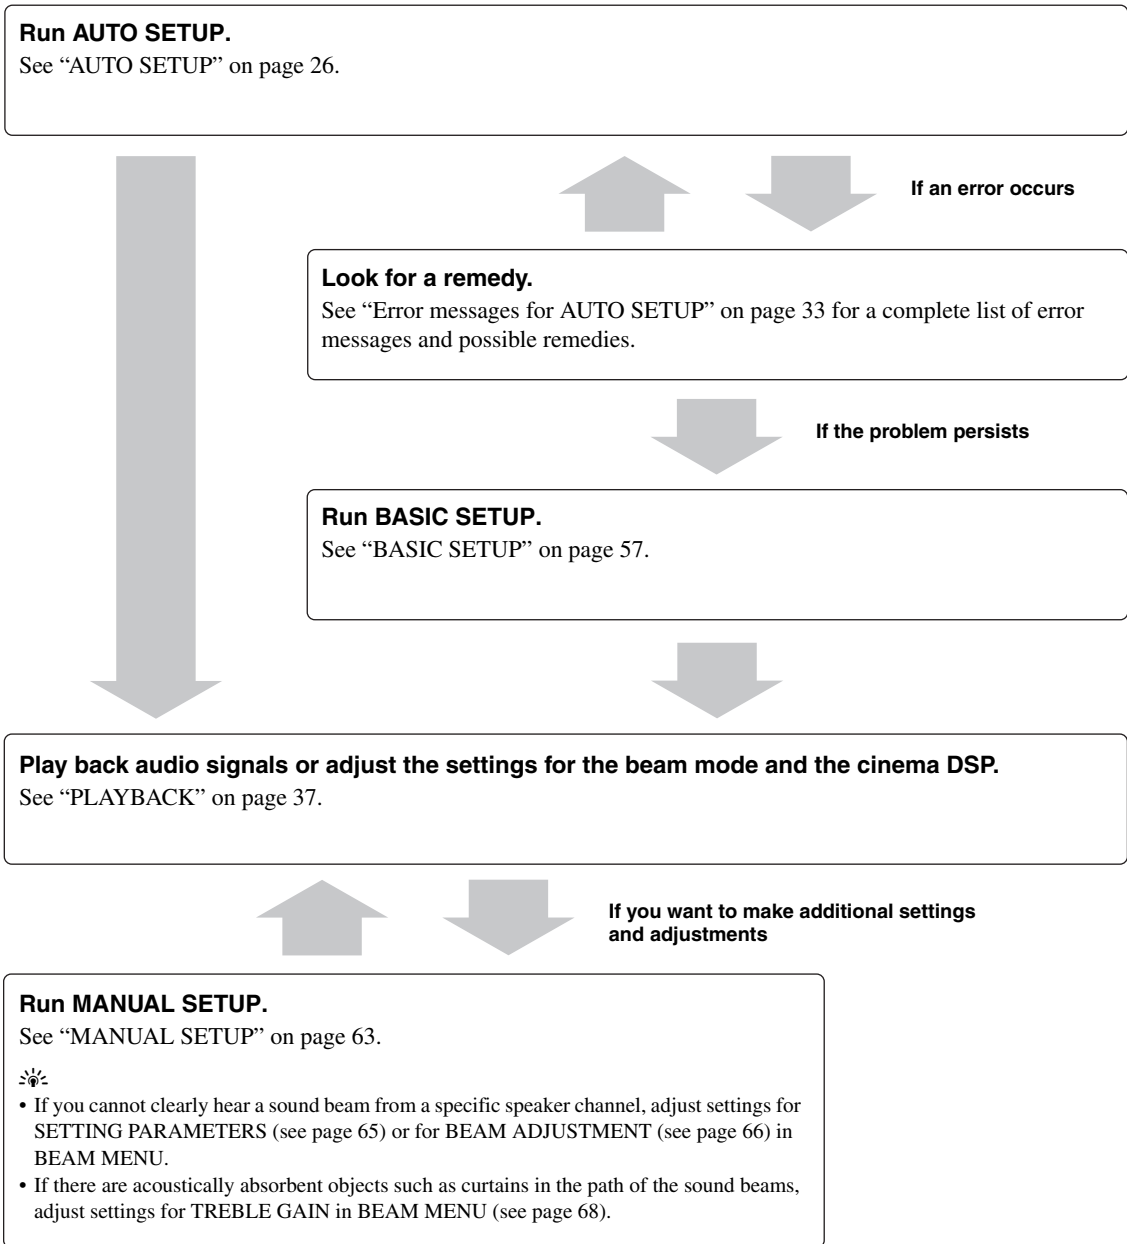 Run AUTO SETUP.
See “AUTO SETUP” on page 26.
If an error occurs
Look for a remedy.
See “Error messages for AUTO SETUP” on page 33 for a complete list of error
messages and possible remedies.
If the problem persists
Run BASIC SETUP.
See “BASIC SETUP” on page 57.
Play back audio signals or adjust the settings for the beam mode and the cinema DSP.
See “PLAYBACK” on page 37.
If you want to make additional settings
and adjustments
Run MANUAL SETUP.
See “MANUAL SETUP” on page 63.
• If you cannot clearly hear a sound beam from a specific speaker channel, adjust settings for
SETTING PARAMETERS (see page 65) or for BEAM ADJUSTMENT (see page 66) in
BEAM MENU.
• If there are acoustically absorbent objects such as curtains in the path of the sound beams,
adjust settings for TREBLE GAIN in BEAM MENU (see page 68).